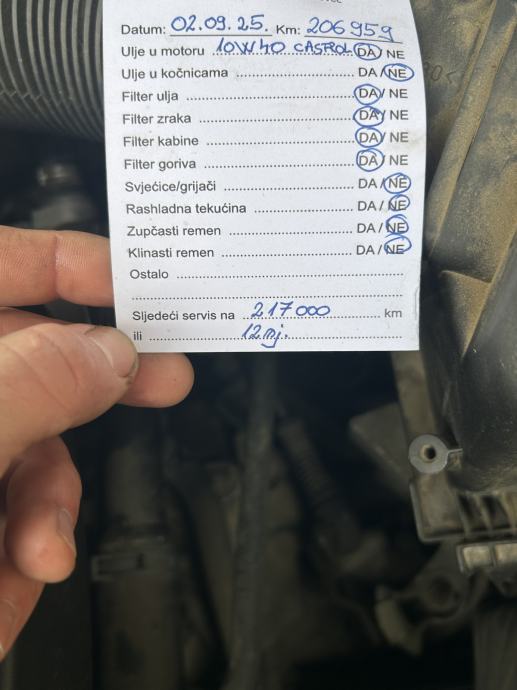 Datum: 02.09.25. Km: 206959
Ulje u motoru 10W40 CASTROL DA / NE
Ulje u kočnicama DA / NE
Filter ulja DA / NE
Filter zraka DA / NE
Filter kabine DA / NE
Filter goriva DA / NE
Svjećice/grijači DA / NE
Rashladna tekućina DA / NE
Zupčasti remen DA / NE
Klinasti remen DA / NE
Ostalo
Sljedeći servis na 217000 km
ili 12 mj.